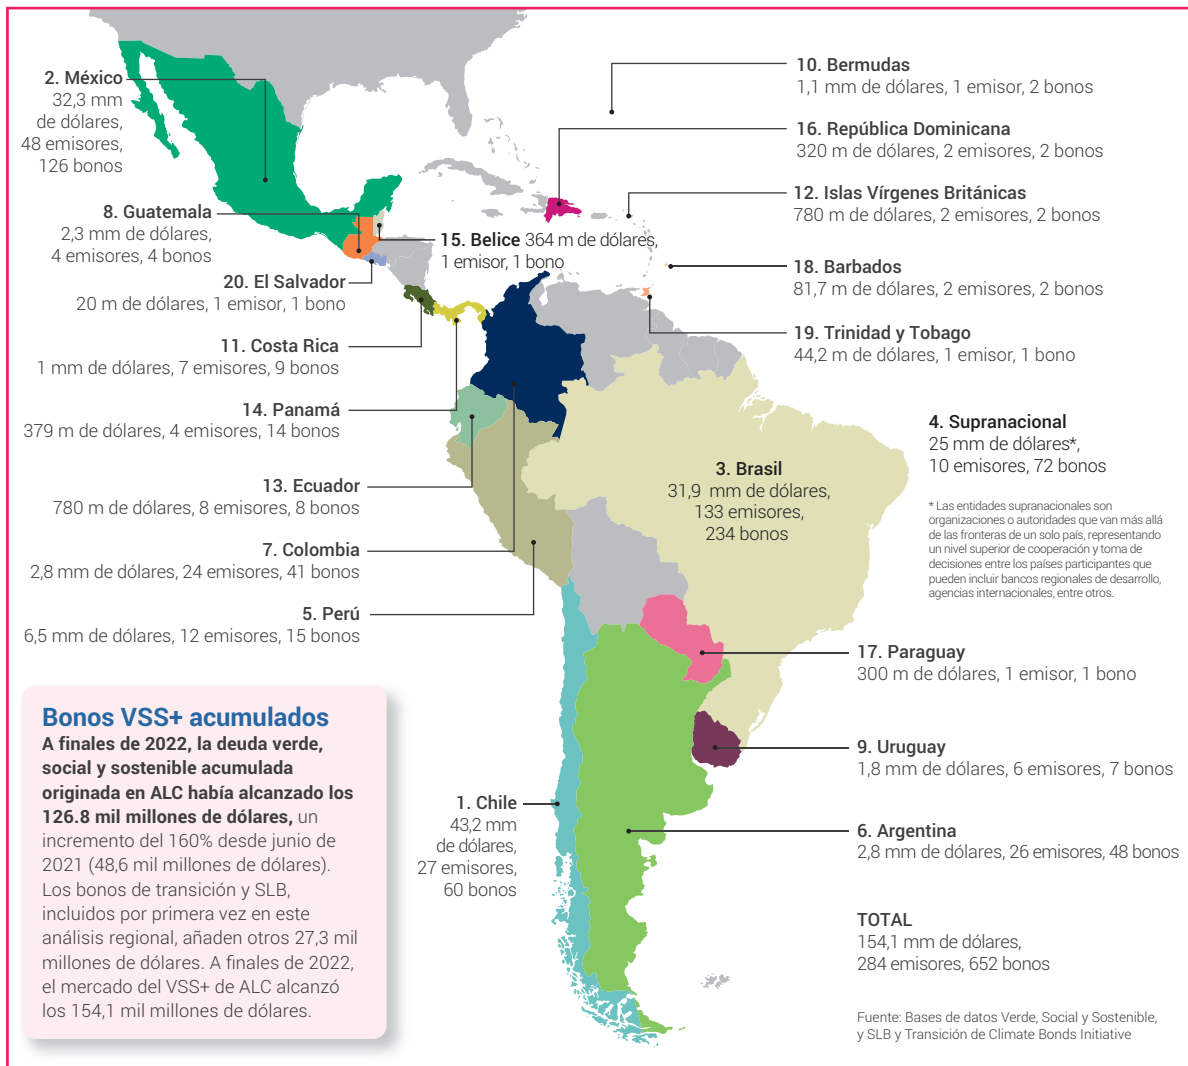 2. México
32,3 mm
de dólares,
48 emisores,
126 bonos
8. Guatemala
2,3 mm de dólares,
4 emisores, 4 bonos
20. El Salvador
20 m de dólares, 1 emisor, 1 bono
11. Costa Rica
1 mm de dólares, 7 emisores, 9 bonos
14. Panamá
379 m de dólares, 4 emisores, 14 bonos
13. Ecuador
780 m de dólares, 8 emisores, 8 bonos
7. Colombia
2,8 mm de dólares, 24 emisores, 41 bonos
5. Perú
6,5 mm de dólares, 12 emisores, 15 bonos
15. Belice 364 m de dólares,
1 emisor, 1 bono
10. Bermudas
1,1 mm de dólares, 1 emisor, 2 bonos
16. República Dominicana
320 m de dólares, 2 emisores, 2 bonos
12. Islas Vírgenes Británicas
780 m de dólares, 2 emisores, 2 bonos
18. Barbados
81,7 m de dólares, 2 emisores, 2 bonos
19. Trinidad y Tobago
44,2 m de dólares, 1 emisor, 1 bono
4. Supranacional
25 mm de dólares*,
10 emisores, 72 bonos
* Las entidades supranacionales son
organizaciones o autoridades que van más allá
de las fronteras de un solo país, representando
un nivel superior de cooperación y toma de
decisiones entre los países participantes que
pueden incluir bancos regionales de desarrollo,
agencias internacionales, entre otros.
3. Brasil
31,9 mm de dólares,
133 emisores,
234 bonos
17. Paraguay
300 m de dólares, 1 emisor, 1 bono
9. Uruguay
1,8 mm de dólares, 6 emisores, 7 bonos
1. Chile
43,2 mm
de dólares,
27 emisores,
60 bonos
6. Argentina
2,8 mm de dólares, 26 emisores, 48 bonos
TOTAL
154,1 mm de dólares,
284 emisores, 652 bonos
Bonos VSS+ acumulados
A finales de 2022, la deuda verde,
social y sostenible acumulada
originada en ALC había alcanzado los
126.8 mil millones de dólares, un
incremento del 160% desde junio de
2021 (48,6 mil millones de dólares).
Los bonos de transición y SLB,
incluidos por primera vez en este
análisis regional, añaden otros 27,3 mil
millones de dólares. A finales de 2022,
el mercado del VSS+ de ALC alcanzó
los 154,1 mil millones de dólares.
Fuente: Bases de datos Verde, Social y Sostenible,
y SLB y Transición de Climate Bonds Initiative